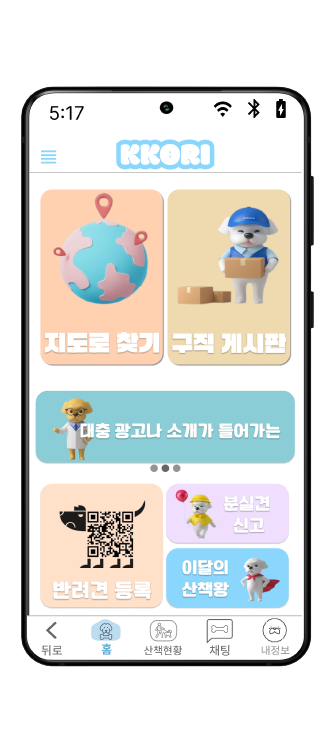 5:17
KKORI
지도로 찾기
구직 게시판
대충 광고나 소개가 들어가는
분실견
신고
반려견 등록
이달의
산책왕
뒤로
홈
산책현황
채팅
내정보